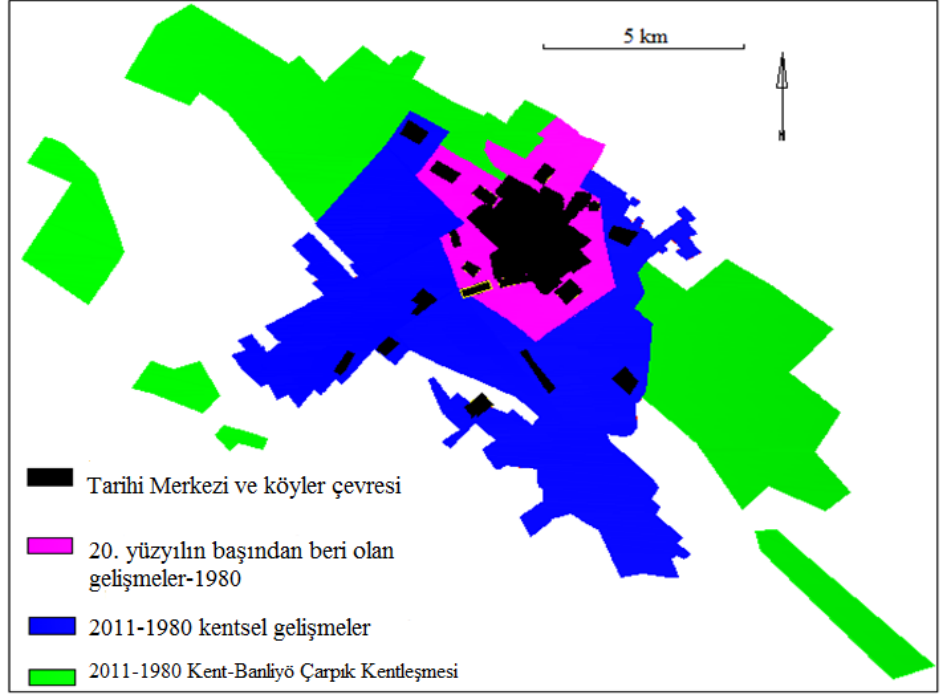 5 km
Tarihi Merkezi ve köyler çevresi
20. yüzyılın başından beri olan
gelişmeler-1980
2011-1980 kentsel gelişmeler
2011-1980 Kent-Banliyö Çarpık Kentleşmesi